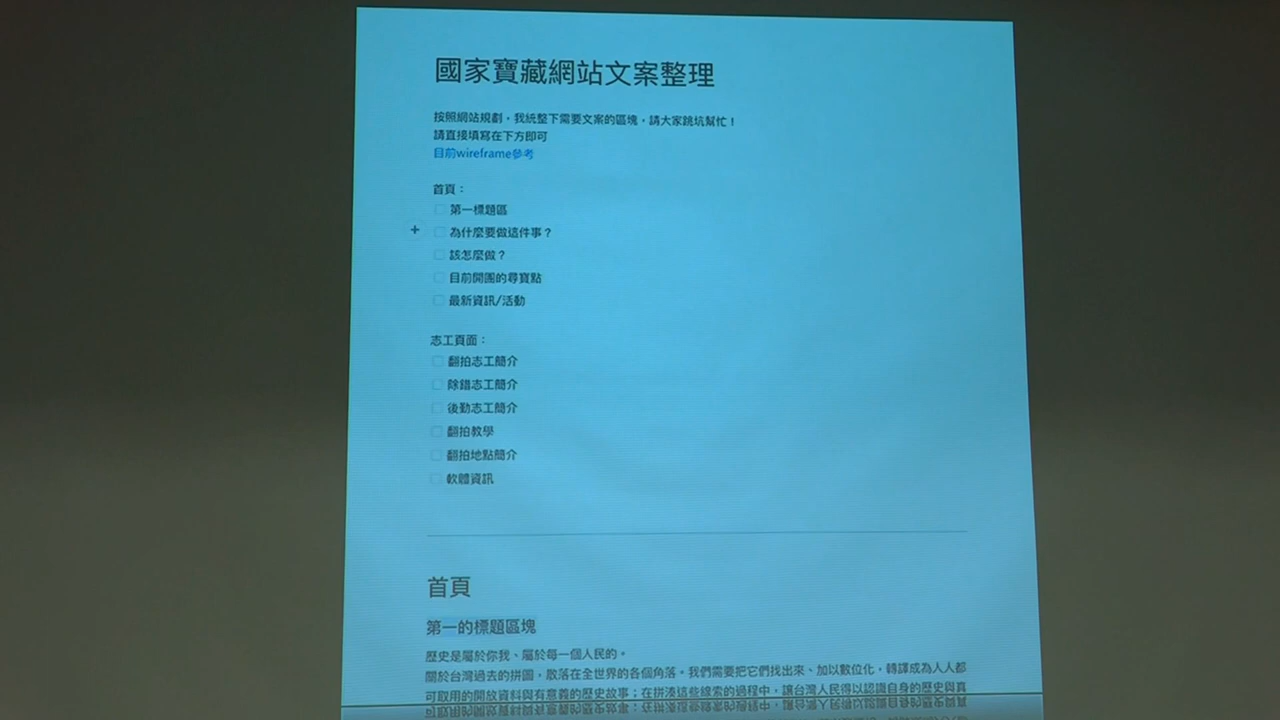 國家寶藏網站文案整理
按照網站規劃，我統整下需要文案的區塊，請大家跳坑幫忙！
請直接填寫在下方即可
目前wireframe參考
首頁：
第一標題區
為什麼要做這件事？
該怎麼做？
目前開團的尋寶點
最新資訊/活動
志工頁面：
翻拍志工簡介
除錯志工簡介
後勤志工簡介
翻拍教學
翻拍地點簡介
軟體資訊
首頁
第一的標題區塊
歷史是屬於你我、屬於每一個人民的。
關於台灣過去的拼圖，散落在全世界的各個角落。我們需要把它們找出來、加以數位化，轉譯成為人人都
可取用的開放資料與有意義的歷史故事；在拼湊這些線索的過程中，讓台灣人民得以認識自身的歷史與真